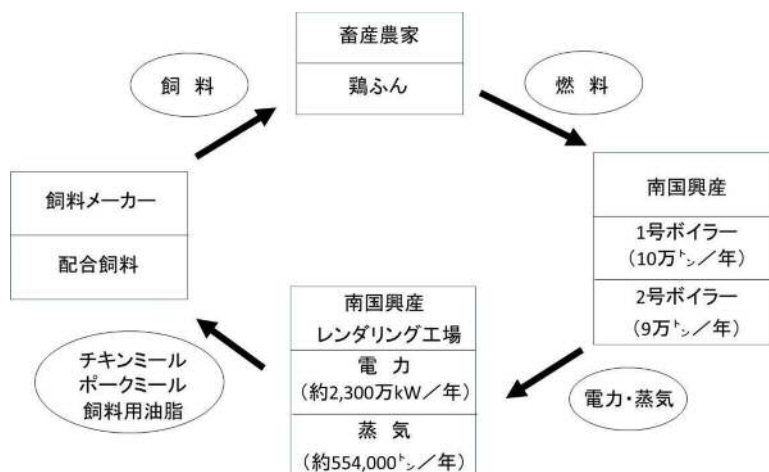 畜産農家
鶏ふん
飼 料
燃 料
飼料メーカー
配合飼料
南国興産
1号ボイラー
（10万㌧／年）
2号ボイラー
（9万㌧／年）
南国興産
レンダリング工場
電 力
（約2,300万kW／年）
蒸 気
（約554,000㌧／年）
チキンミール
ポークミール
飼料用油脂
電力・蒸気